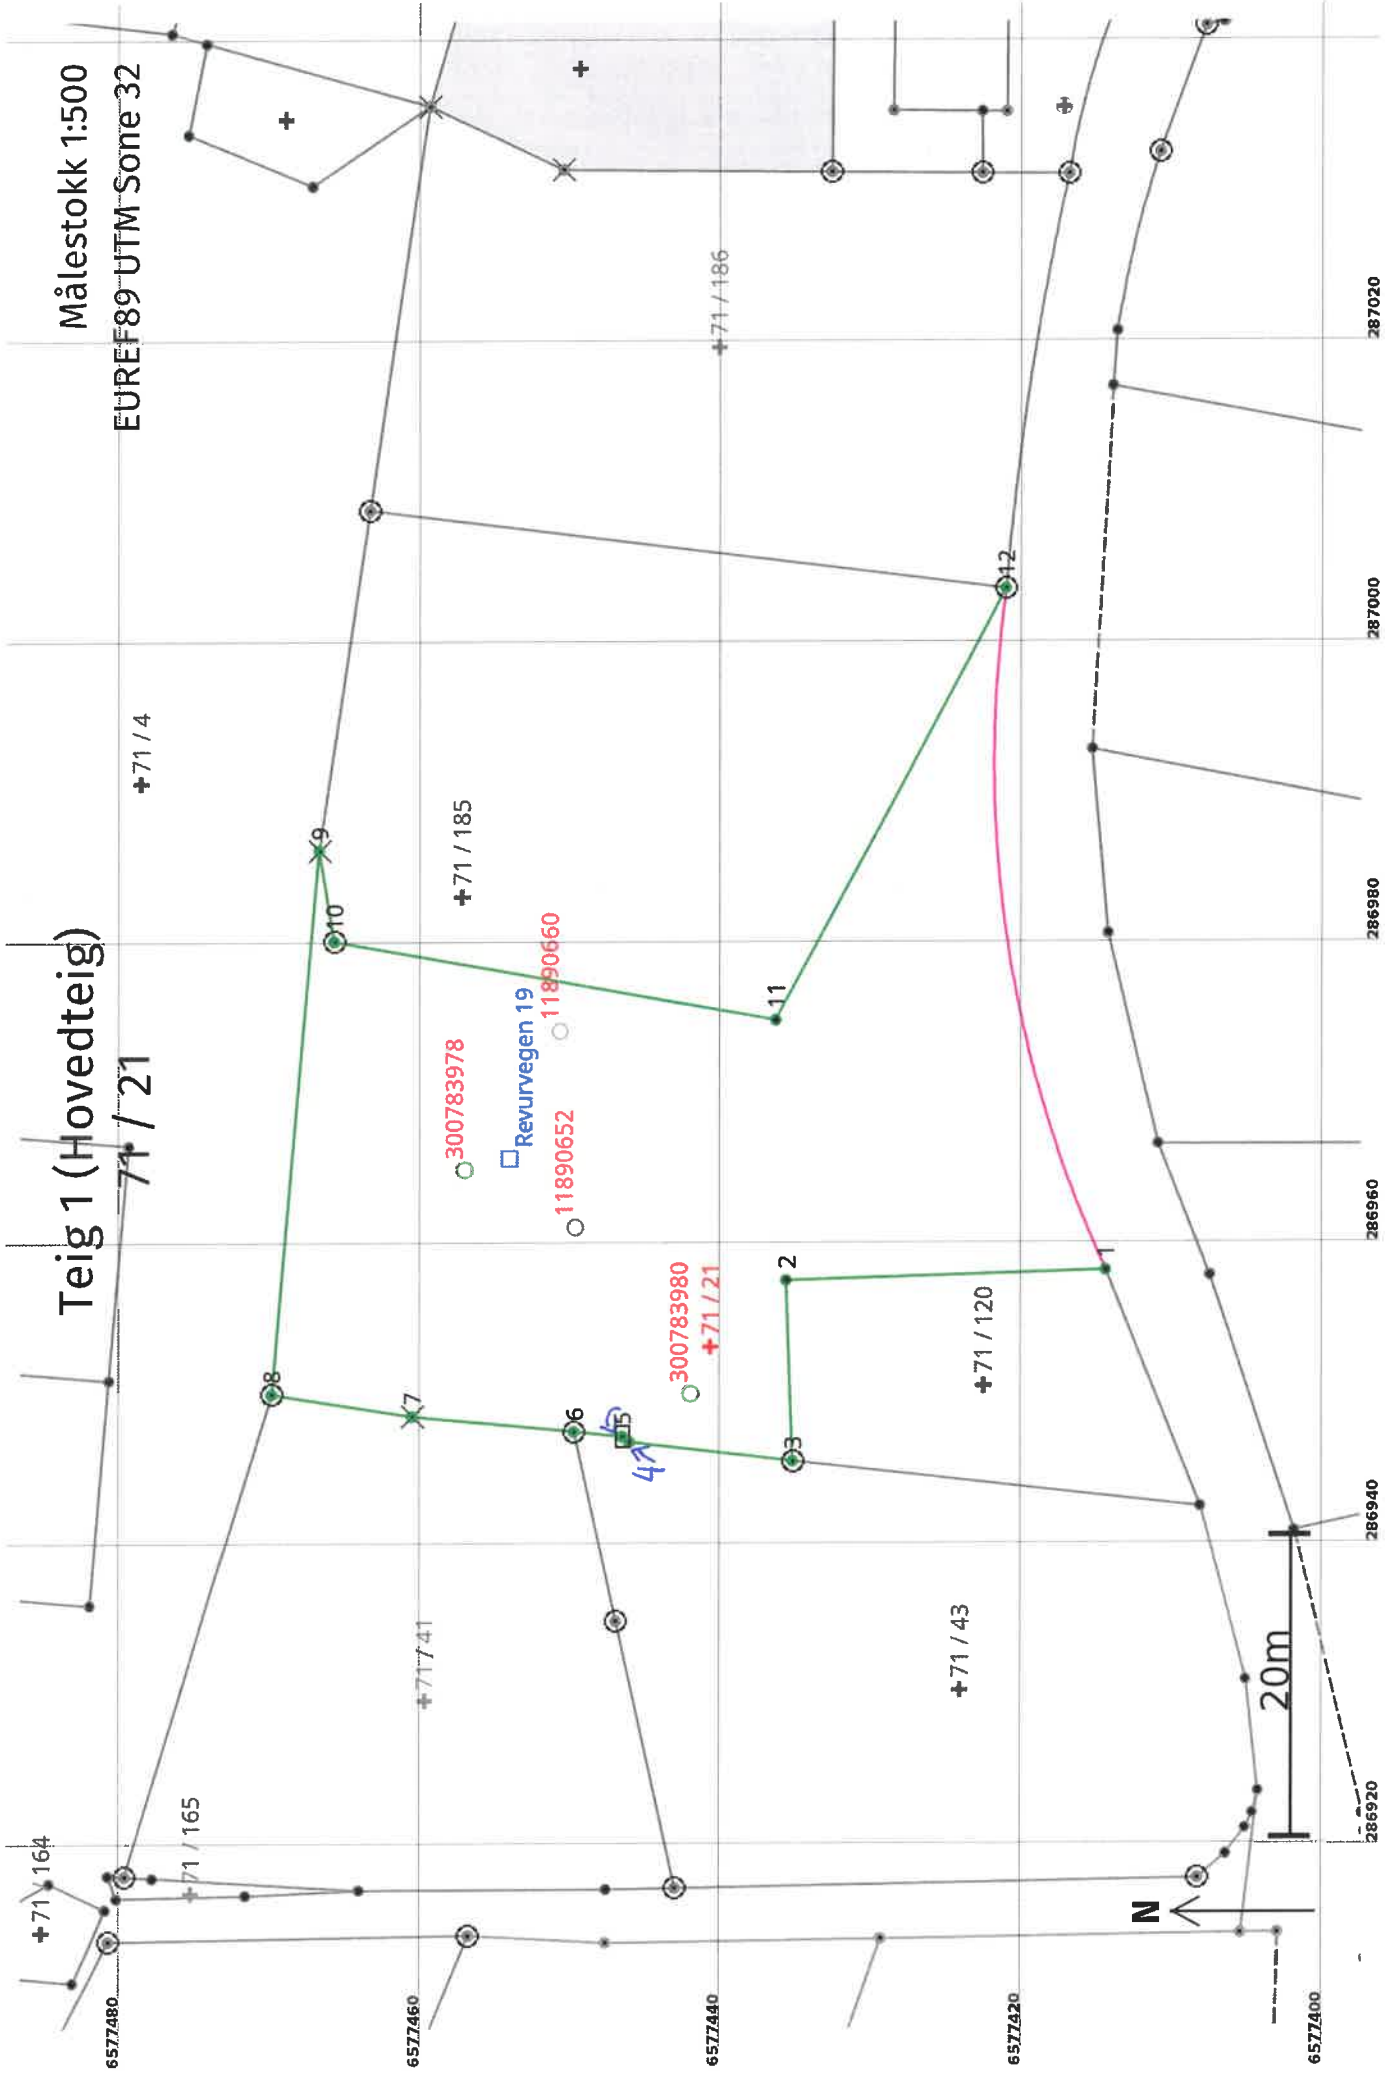 Målestokk 1:500
EUREF89 UTM Sone 32
Teig 1 (Hovedteig)
71 / 21
71 / 164
71 / 165
71 / 4
9
10
8
71 / 185
300783978
7
Revurvegen 19
11890660
11890652
6
5
4
300783980
71 / 21
71 / 186
71 / 41
2
3
11
12
1
71 / 120
71 / 43
20m
N
6577480
6577460
6577440
6577420
6577400
286920
286940
286960
286980
287000
287020